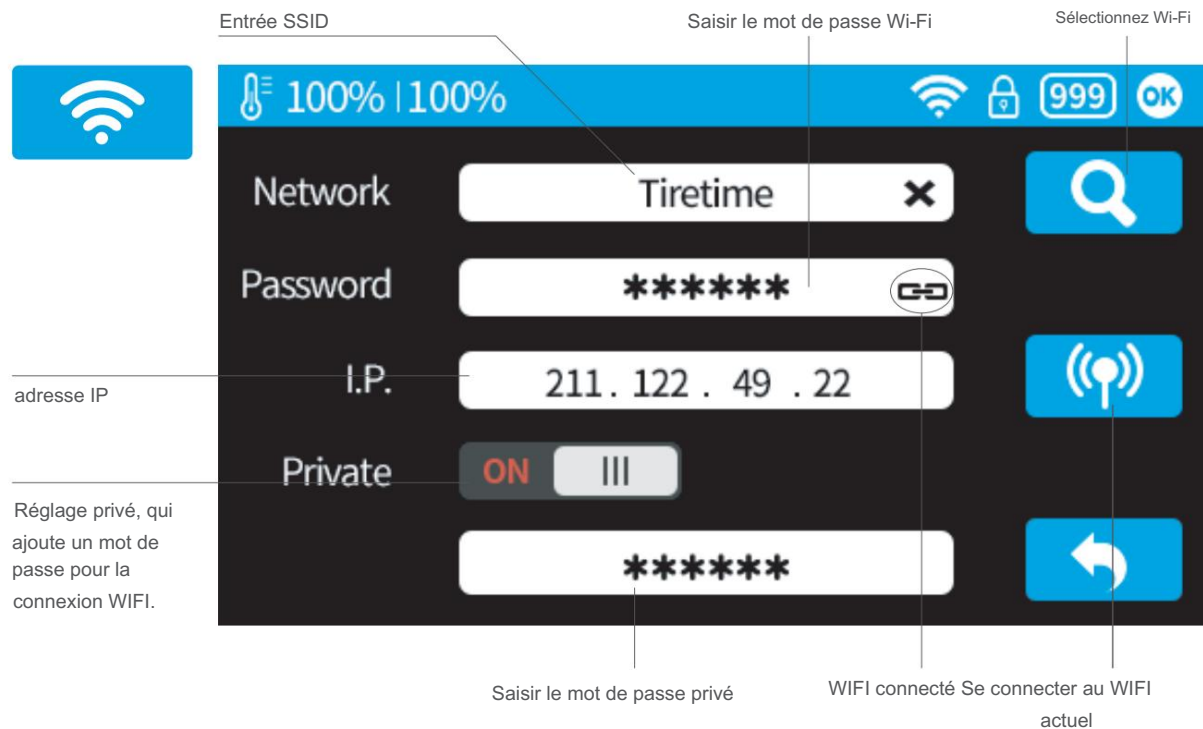 Entrée SSID
Saisir le mot de passe Wi-Fi
Sélectionnez Wi-Fi
100% | 100%
999
OK
Network
Tiretime
Password
******
adresse IP
I.P.
211. 122 . 49 . 22
Private
ON
Réglage privé, qui
ajoute un mot de
passe pour la
connexion WIFI.
******
Saisir le mot de passe privé
WIFI connecté Se connecter au WIFI
actuel